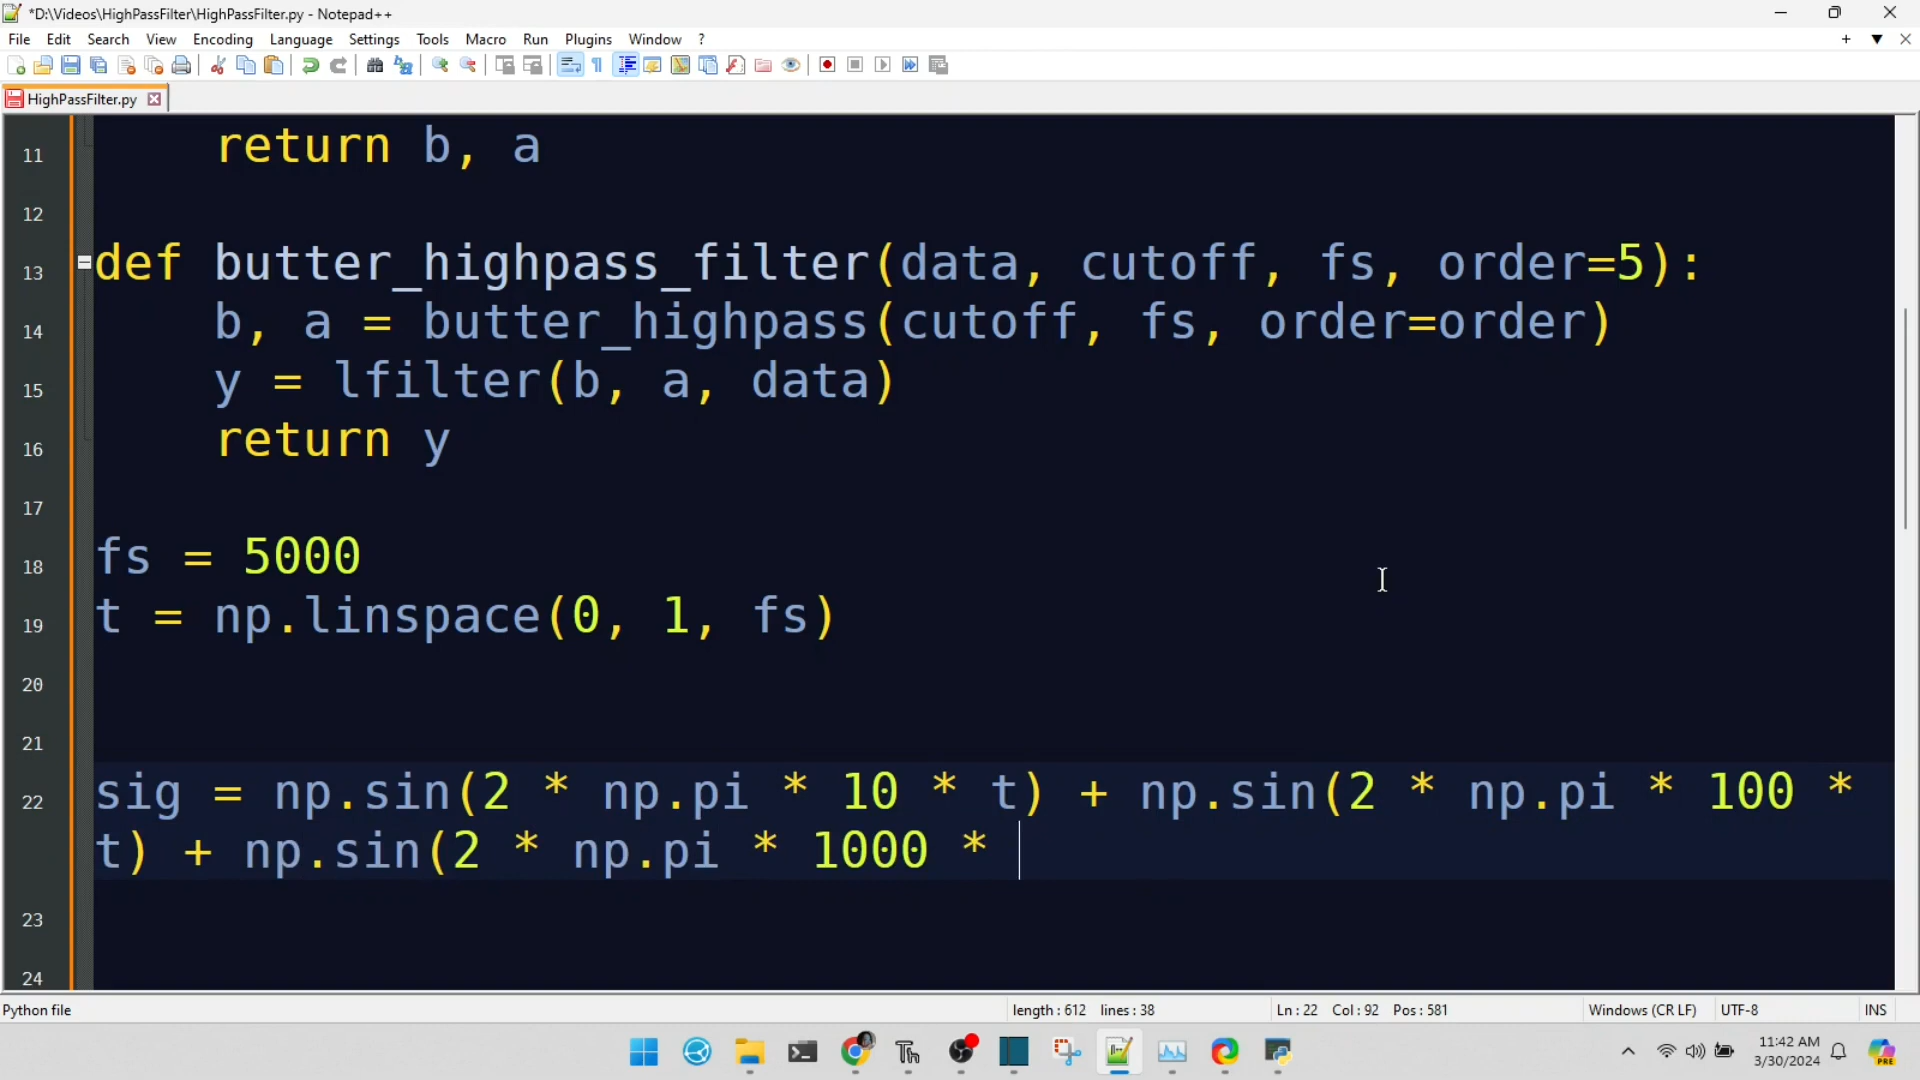 *D:\Videos\HighPassFilter\HighPassFilter.py - Notepad++
File Edit Search View Encoding Language Settings Tools Macro Run Plugins Window ?
HighPassFilter.py
11 return b, a
12
13 def butter_highpass_filter(data, cutoff, fs, order=5):
14 b, a = butter_highpass(cutoff, fs, order=order)
15 y = lfilter(b, a, data)
16 return y
17
18 fs = 5000
19 t = np.linspace(0, 1, fs)
20
21
22 sig = np.sin(2 * np.pi * 10 * t) + np.sin(2 * np.pi * 100 *
t) + np.sin(2 * np.pi * 1000 *
23
24
Python file length : 612 lines : 38 Ln : 22 Col : 92 Pos : 581 Windows (CR LF) UTF-8 INS
11:42 AM
3/30/2024